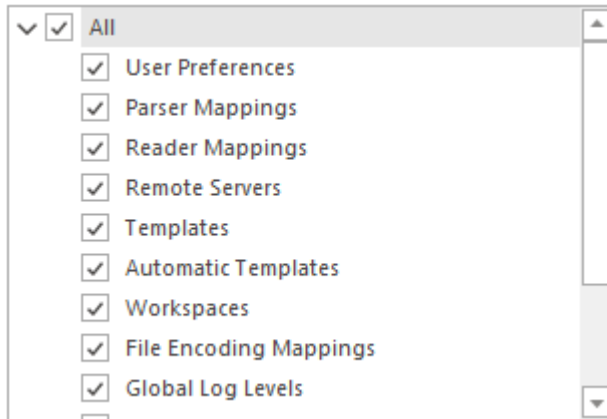 All
User Preferences
Parser Mappings
Reader Mappings
Remote Servers
Templates
Automatic Templates
Workspaces
File Encoding Mappings
Global Log Levels